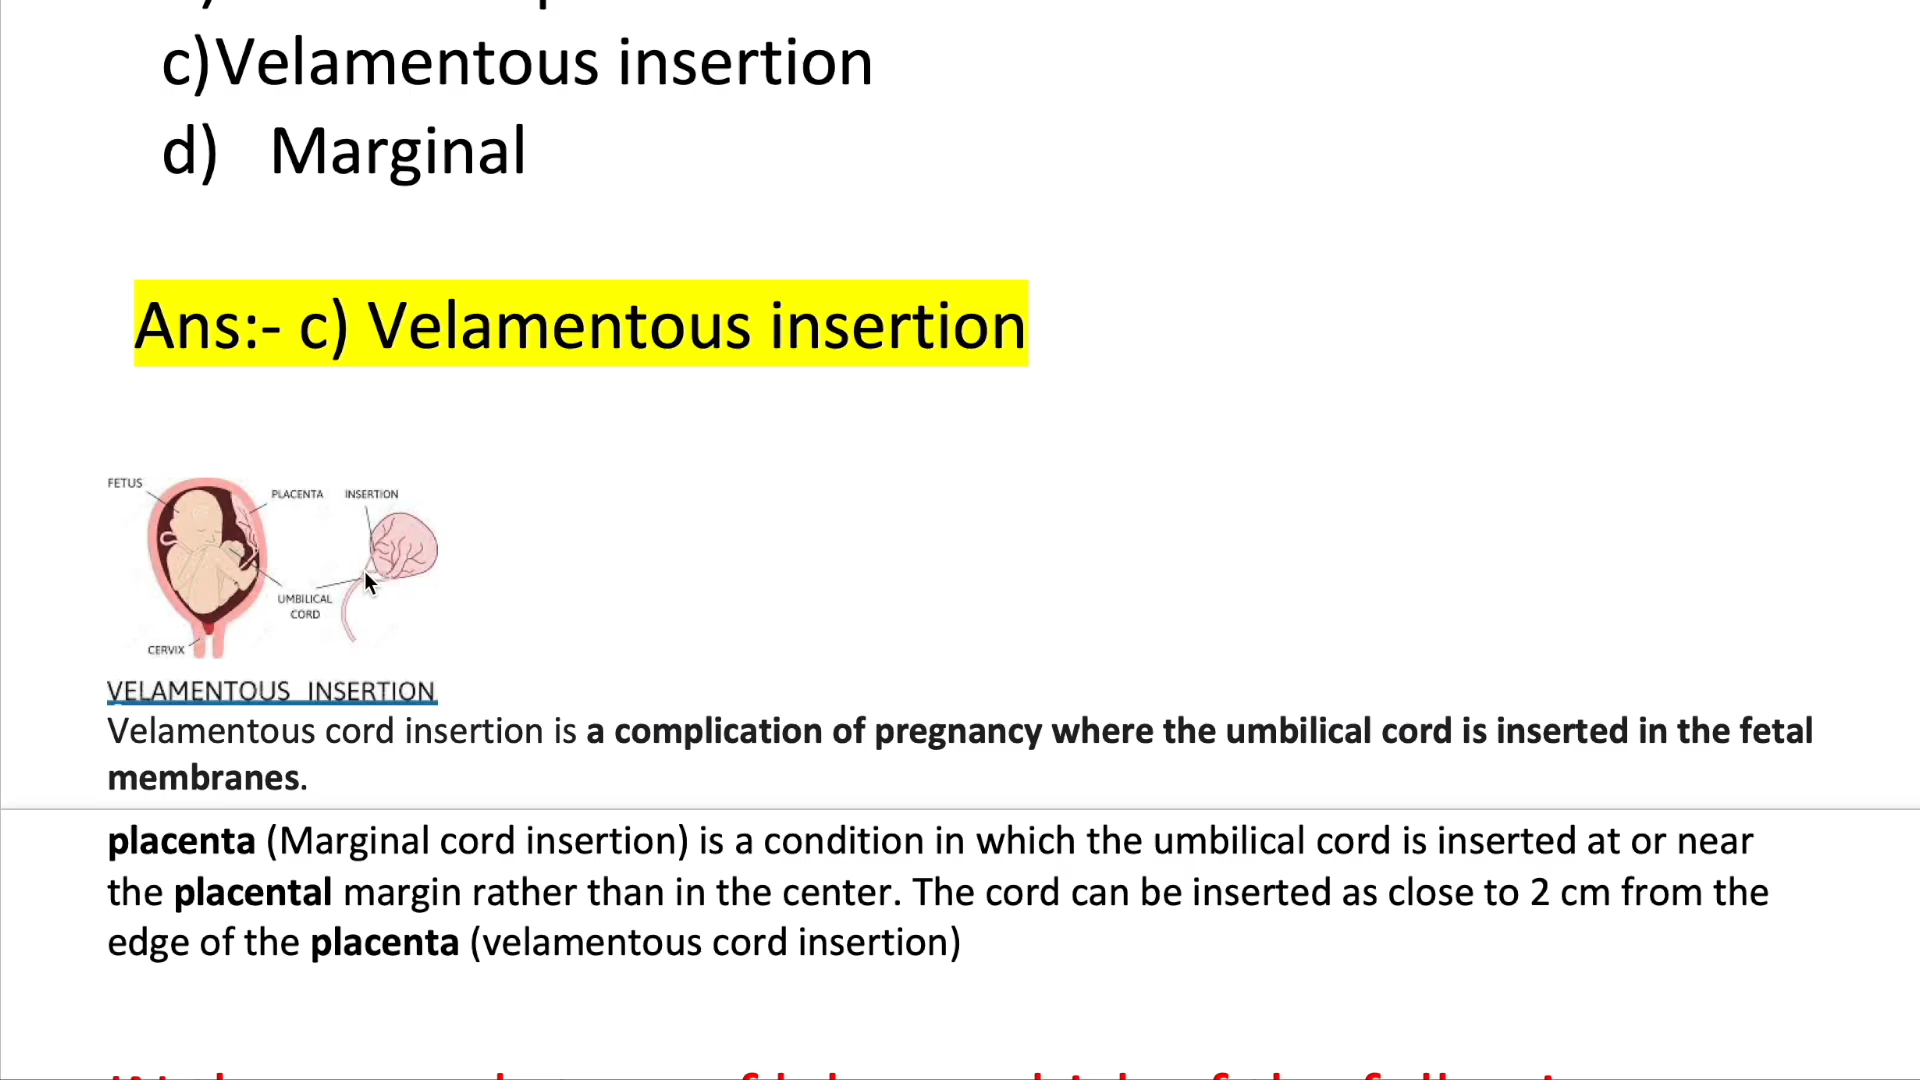 c)Velamentous insertion
d) Marginal
Ans:- c) Velamentous insertion
FETUS
PLACENTA INSERTION
UMBILICAL
CORD
CERVIX
VELAMENTOUS INSERTION
Velamentous cord insertion is a complication of pregnancy where the umbilical cord is inserted in the fetal
membranes.
placenta (Marginal cord insertion) is a condition in which the umbilical cord is inserted at or near
the placental margin rather than in the center. The cord can be inserted as close to 2 cm from the
edge of the placenta (velamentous cord insertion)